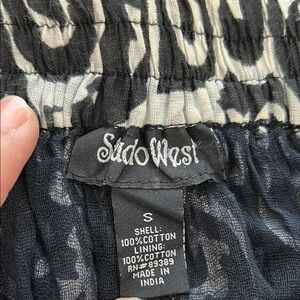 Sudo West
S
SHELL:
100%COTTON
LINING:
100%COTTON
RN#89389
MADE IN
INDIA